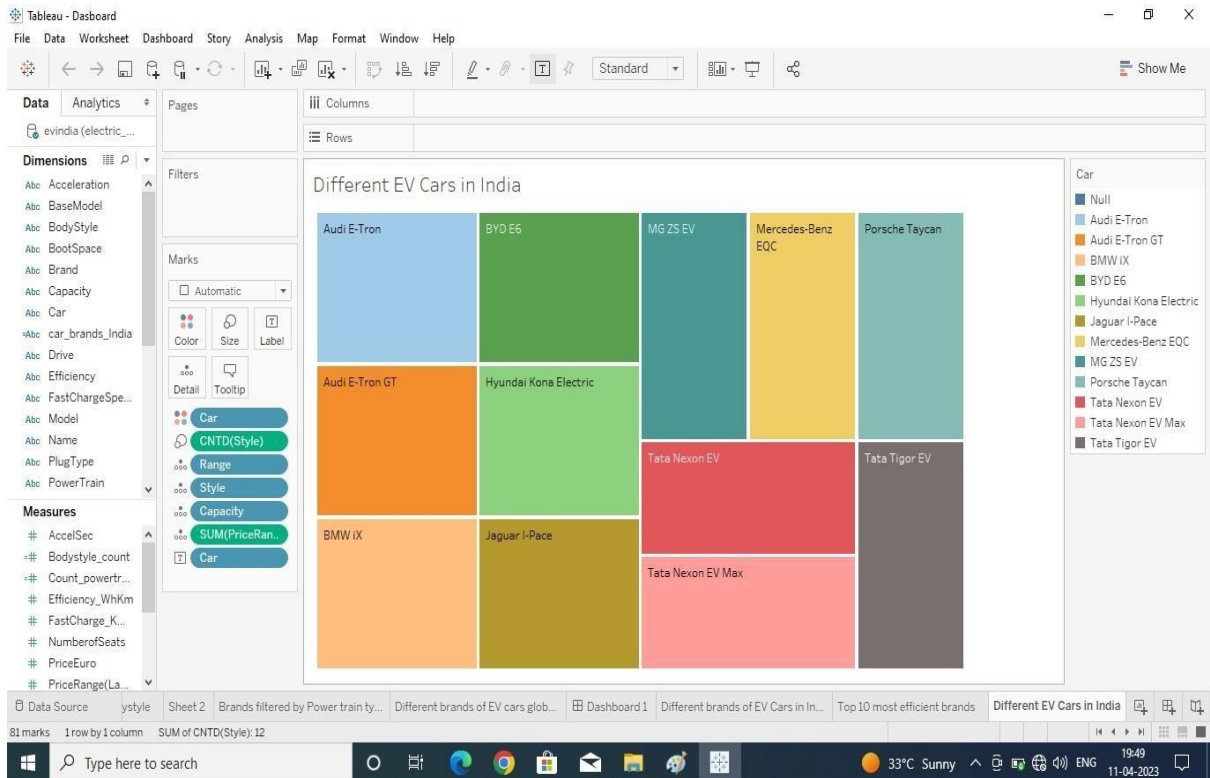 Tableau - Dasboard
File Data Worksheet Dashboard Story Analysis Map Format Window Help
Standard
Show Me
Data Analytics
evindia (electric_...
Dimensions
Abc Acceleration
Abc BaseModel
Abc BodyStyle
Abc BootSpace
Abc Brand
Abc Capacity
Abc Car
=Abc car_brands_India
Abc Drive
Abc Efficiency
Abc FastChargeSpe...
Abc Model
Abc Name
Abc PlugType
Abc PowerTrain
Measures
# AccelSec
=# Bodystyle_count
=# Count_powertr...
# Efficiency_WhKm
# FastCharge_K...
# NumberofSeats
# PriceEuro
# PriceRange(La...
Pages
Filters
Marks
Automatic
Color Size Label
Detail Tooltip
Car
CNTD(Style)
Range
Style
Capacity
SUM(PriceRan..
Car
Columns
Rows
Different EV Cars in India
Audi E-Tron
BYD E6
MG ZS EV
Mercedes-Benz
EQC
Porsche Taycan
Audi E-Tron GT
Hyundai Kona Electric
Tata Nexon EV
Tata Tigor EV
BMW iX
Jaguar I-Pace
Tata Nexon EV Max
Car
Null
Audi E-Tron
Audi E-Tron GT
BMW iX
BYD E6
Hyundai Kona Electric
Jaguar I-Pace
Mercedes-Benz EQC
MG ZS EV
Porsche Taycan
Tata Nexon EV
Tata Nexon EV Max
Tata Tigor EV
Data Source ystyle Sheet 2 Brands filtered by Power train ty... Different brands of EV cars glob... Dashboard 1 Different brands of EV Cars in In... Top 10 most efficient brands Different EV Cars in India
81 marks 1 row by 1 column SUM of CNTD(Style): 12
Type here to search
33°C Sunny ENG
19:49
11-04-2023